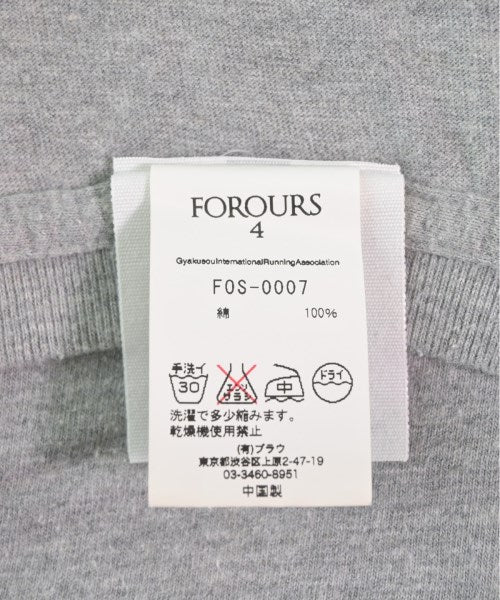 FOROURS
4
GyakusouInternationalRunningAssociation
FOS-0007
綿 100%
手洗イ
30
エンソ
サラシ
中
ドライ
洗濯で多少縮みます。
乾燥機使用禁止
(有)ブラウ
東京都渋谷区上原2-47-19
03-3460-8951
中国製